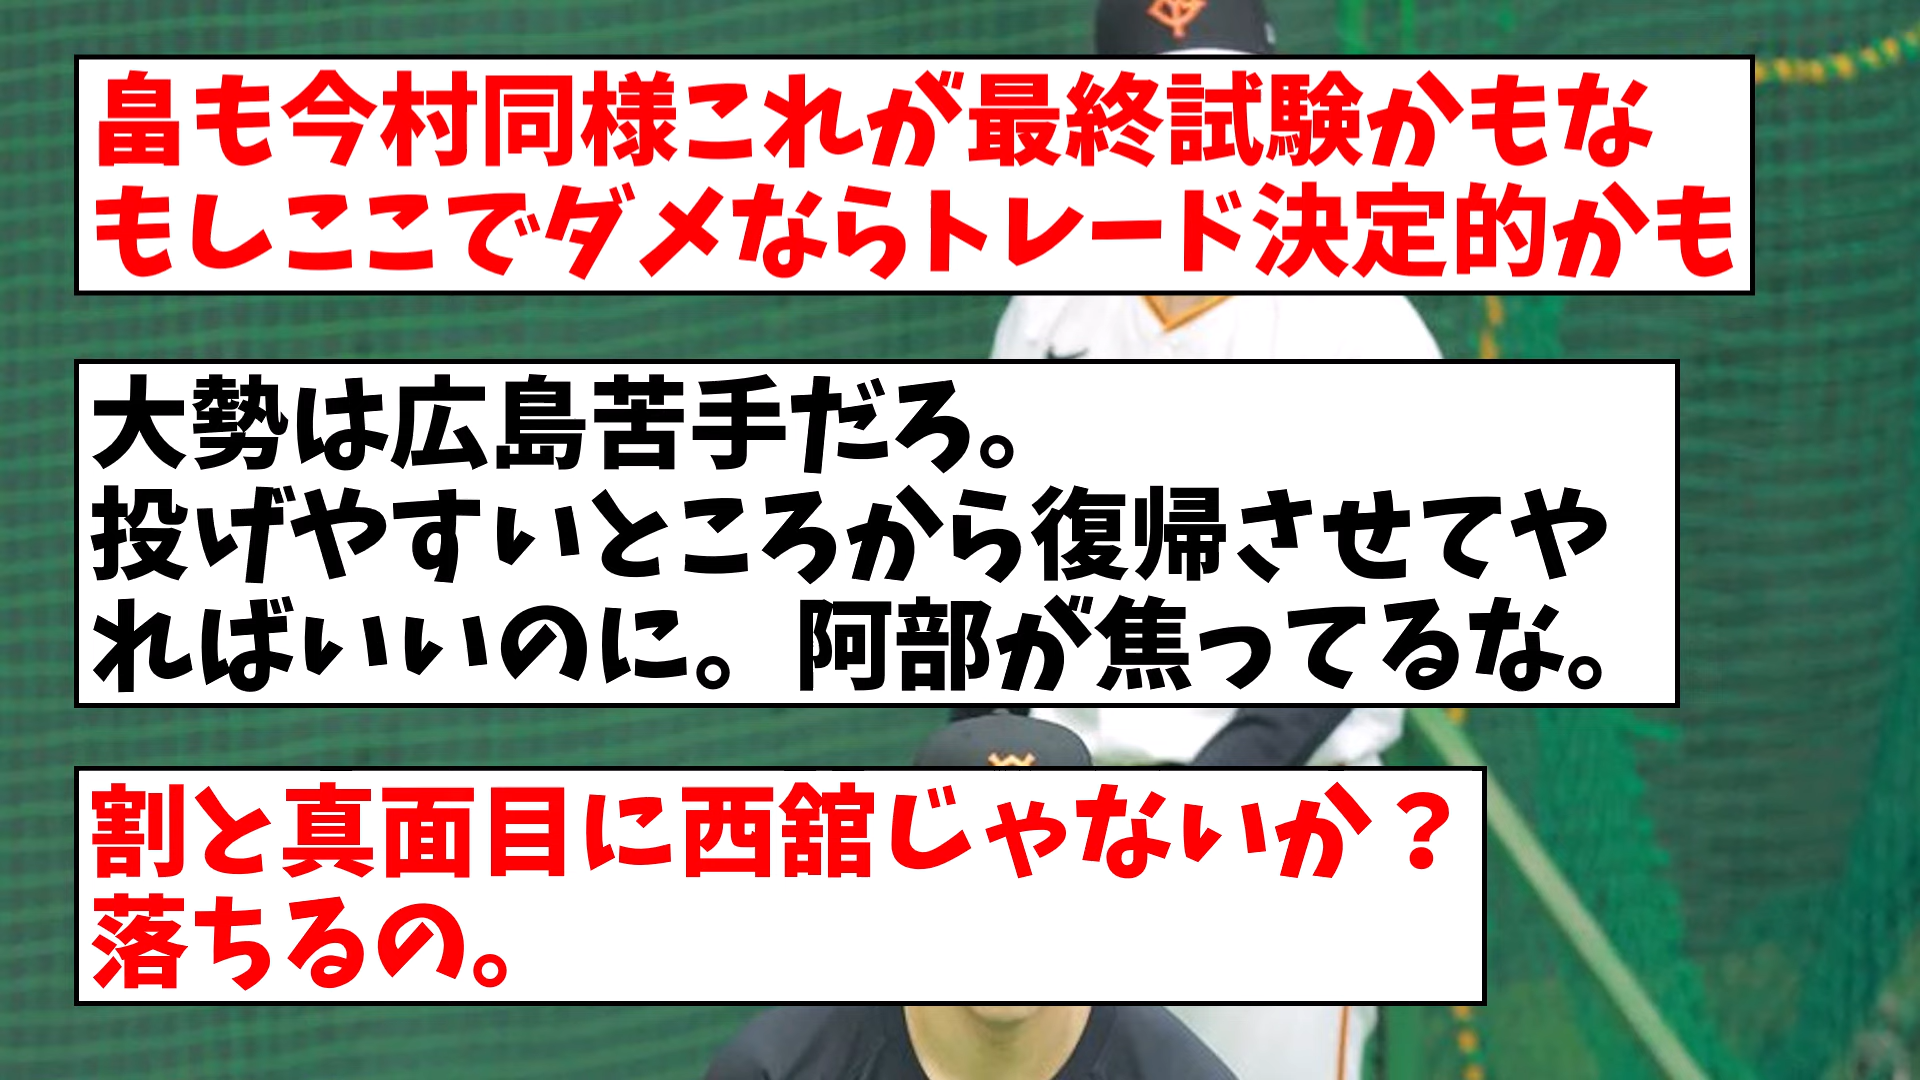 畠も今村同様これが最終試験かもな
もしここでダメならトレード決定的かも
大勢は広島苦手だろ。
投げやすいところから復帰させてや
ればいいのに。阿部が焦ってるな。
割と真面目に西舘じゃないか？
落ちるの。